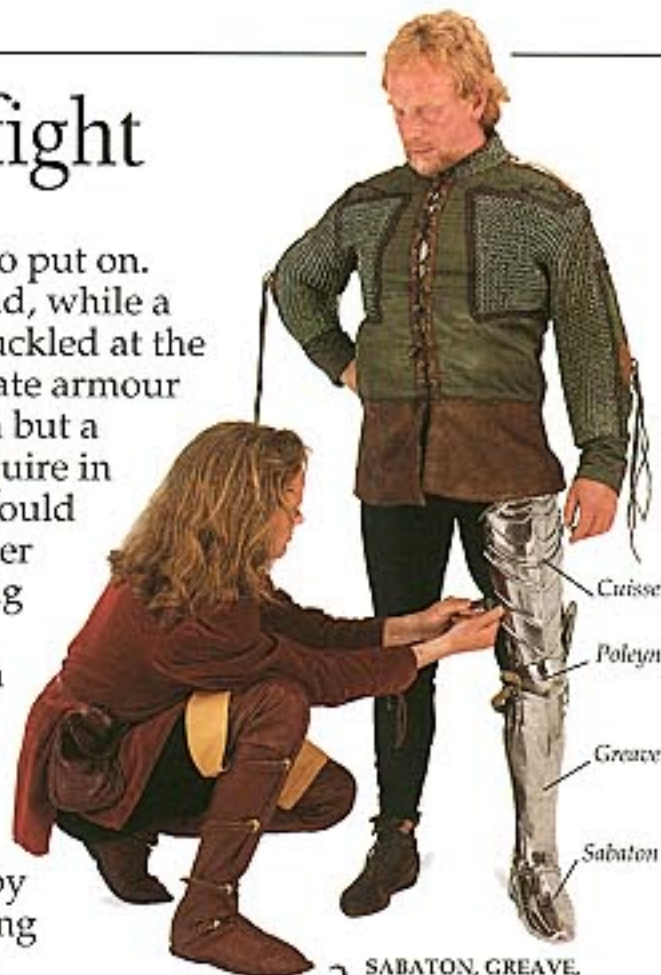 fight
o put on.
d, while a
uckled at the
ate armour
but a
uire in
ould
er
g
by
ng
Cuisse
Poleyn
Greave
Sabaton
SABATON, GREAVE,